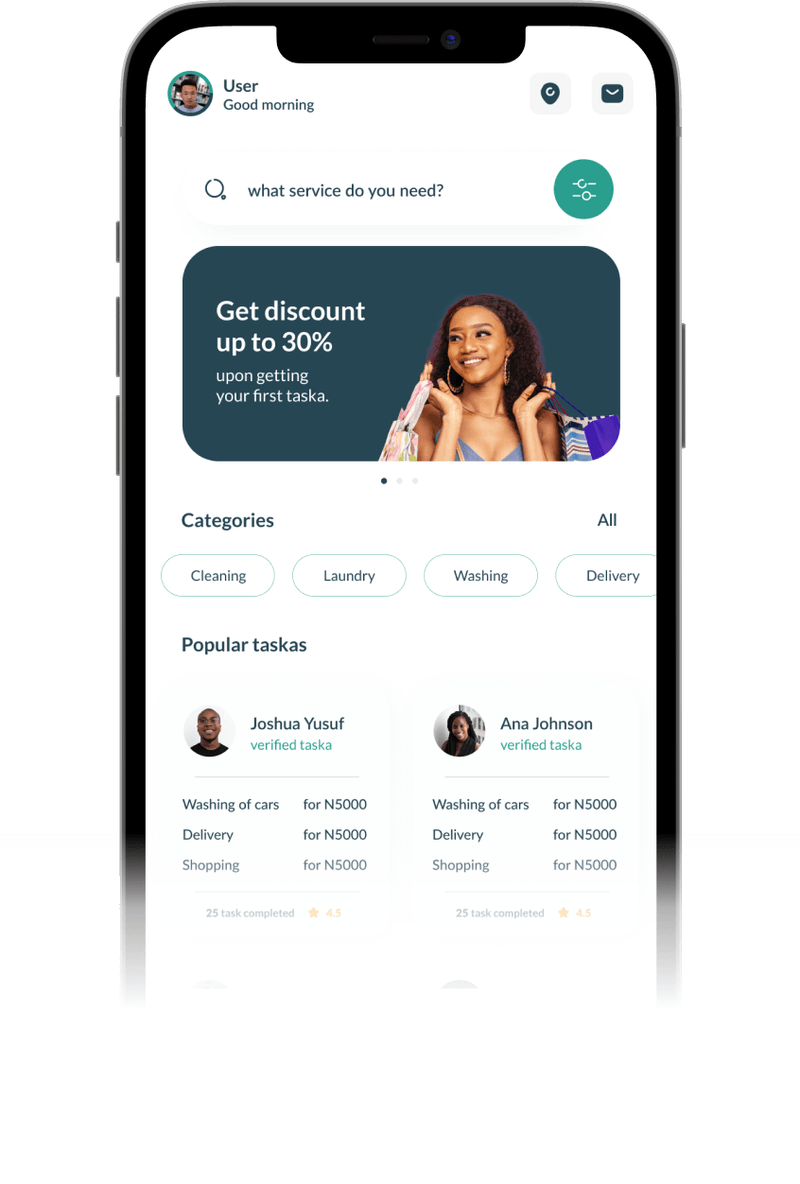 User
Good morning
what service do you need?
Get discount
up to 30%
upon getting
your first taska.
Categories
All
Cleaning
Laundry
Washing
Delivery
Popular taskas
Joshua Yusuf
verified taska
Washing of cars for N5000
Delivery for N5000
Shopping for N5000
25 task completed 4.5
Ana Johnson
verified taska
Washing of cars for N5000
Delivery for N5000
Shopping for N5000
25 task completed 4.5